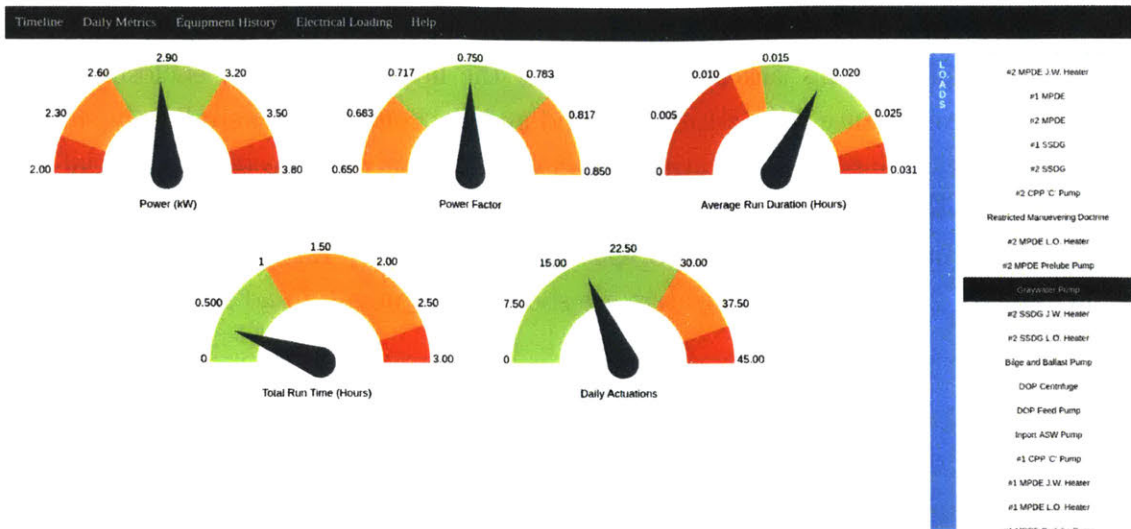 Timeline Daily Metrics Equipment History Electrical Loading Help
2.00
2.30
2.60
2.90
3.20
3.50
3.80
Power (kW)
0.650
0.683
0.717
0.750
0.783
0.817
0.850
Power Factor
0
0.005
0.010
0.015
0.020
0.025
0.031
Average Run Duration (Hours)
0
0.500
1
1.50
2.00
2.50
3.00
Total Run Time (Hours)
0
7.50
15.00
22.50
30.00
37.50
45.00
Daily Actuations
LOADS
#2 MPDE J.W. Heater
#1 MPDE
#2 MPDE
#1 SSDG
#2 SSDG
#2 CPP 'C' Pump
Restricted Manuevering Doctrine
#2 MPDE L.O. Heater
#2 MPDE Prelube Pump
Graywater Pump
#2 SSDG J.W. Heater
#2 SSDG L.O. Heater
Bilge and Ballast Pump
DOP Centrifuge
DOP Feed Pump
Inport ASW Pump
#1 CPP 'C' Pump
#1 MPDE J.W. Heater
#1 MPDE L.O. Heater